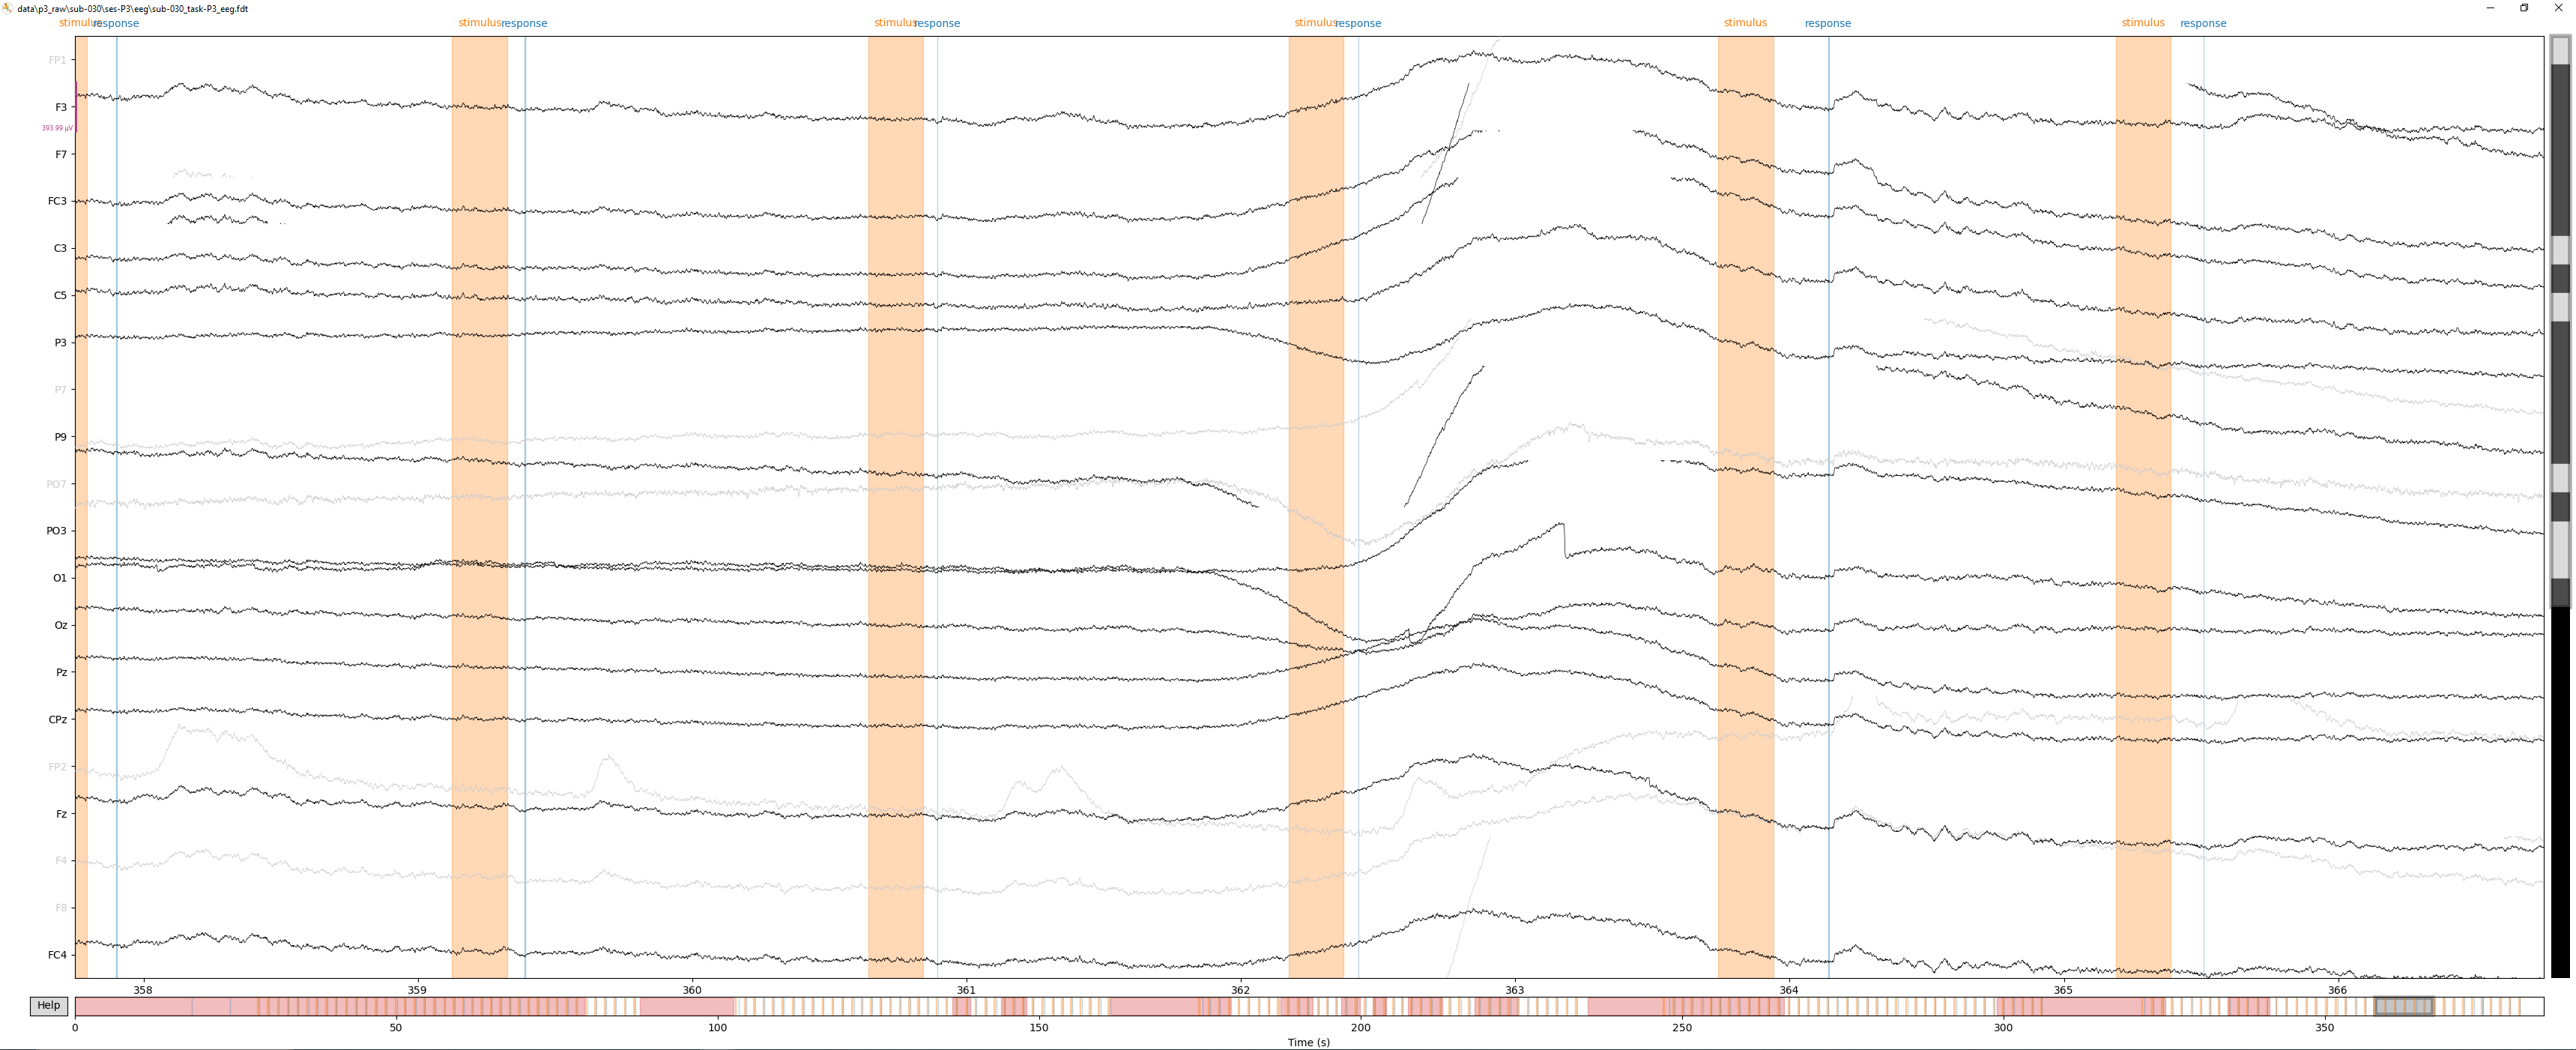 data\p3_raw\sub-030\ses-P3\eeg\sub-030_task-P3_eeg.fdt
stimulus response stimulus response stimulus response stimulus response stimulus response stimulus response
FP1
F3
393.99 µV
F7
FC3
C3
C5
P3
P7
P9
PO7
PO3
O1
Oz
Pz
CPz
FP2
Fz
F4
F8
FC4
358 359 360 361 362 363 364 365 366
Help
0 50 100 150 200 250 300 350
Time (s)